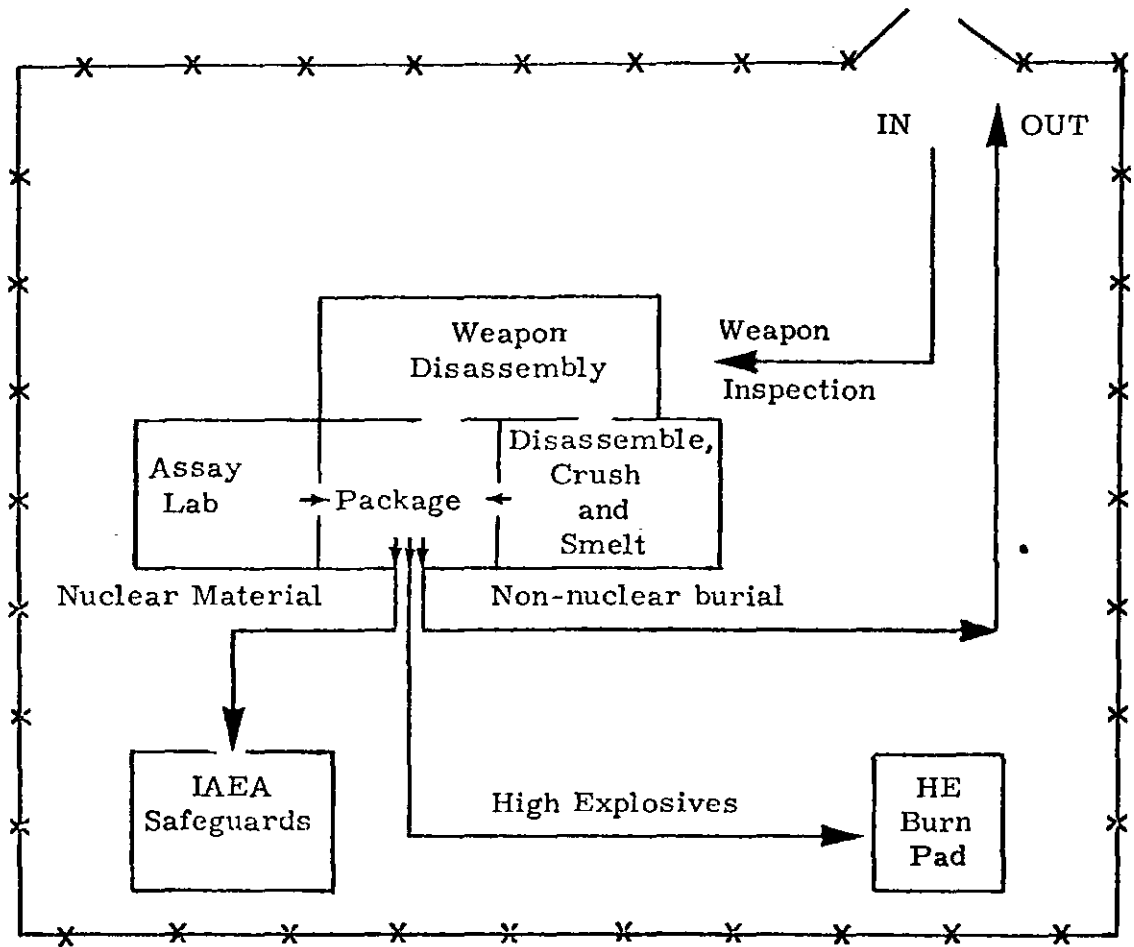 IN
OUT
Weapon
Inspection
Weapon
Disassembly
Assay
Lab
Package
Disassemble,
Crush
and
Smelt
Nuclear Material
Non-nuclear burial
IAEA
Safeguards
High Explosives
HE
Burn
Pad